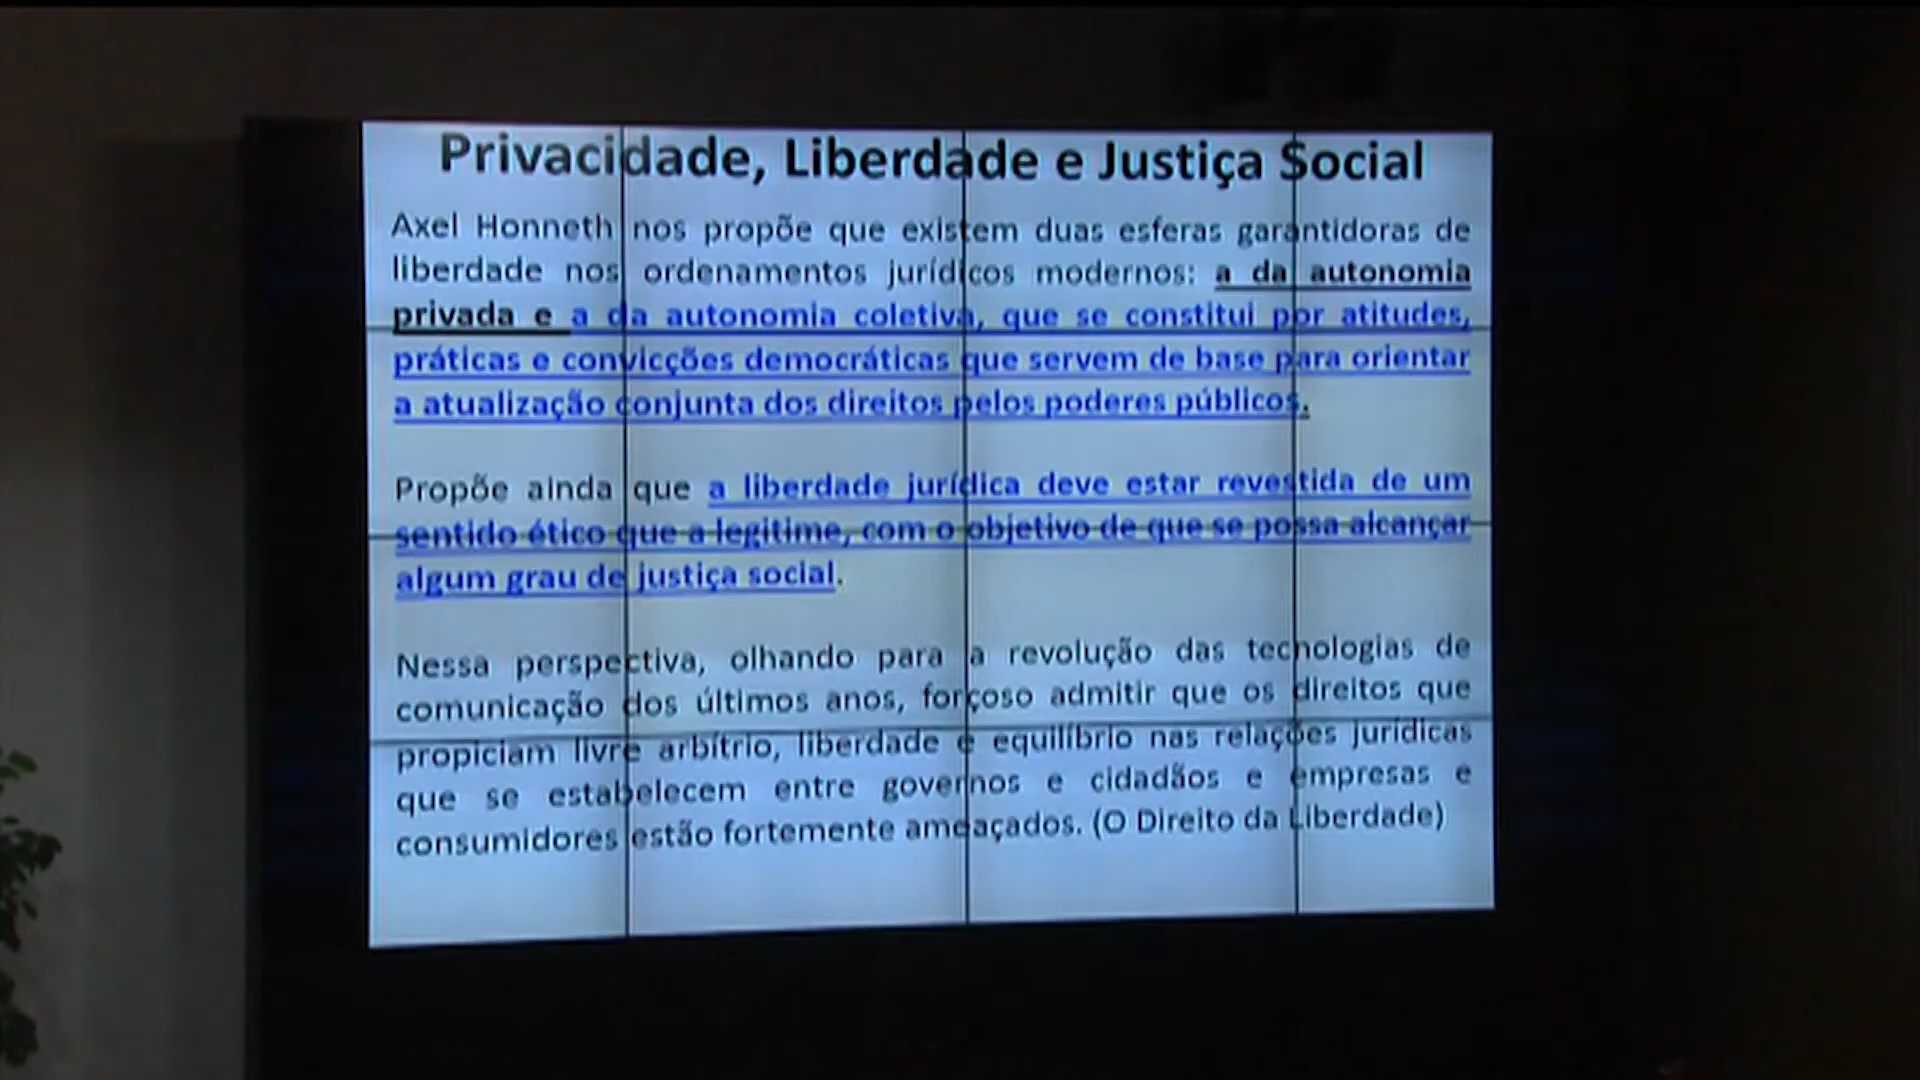 Privacidade, Liberdade e Justiça Social
Axel Honneth nos propõe que existem duas esferas garantidoras de
liberdade nos ordenamentos jurídicos modernos: a da autonomia
privada e a da autonomia coletiva, que se constitui por atitudes,
práticas e convicções democráticas que servem de base para orientar
a atualização conjunta dos direitos pelos poderes públicos.
Propõe ainda que a liberdade jurídica deve estar revestida de um
sentido ético que a legitime, com o objetivo de que se possa alcançar
algum grau de justiça social.
Nessa perspectiva, olhando para a revolução das tecnologias de
comunicação dos últimos anos, forçoso admitir que os direitos que
propiciam livre arbítrio, liberdade e equilíbrio nas relações jurídicas
que se estabelecem entre governos e cidadãos e empresas e
consumidores estão fortemente ameaçados. (O Direito da Liberdade)